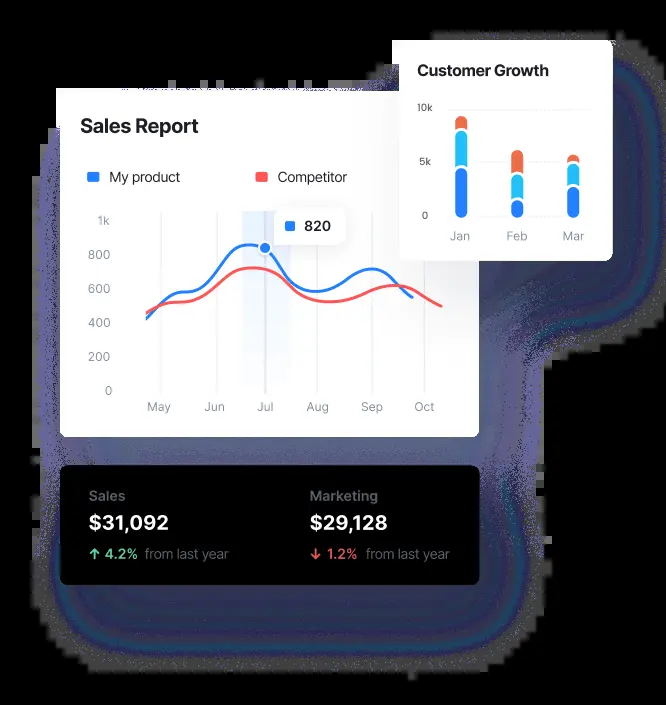 Customer Growth
10k
5k
0
Jan Feb Mar
Sales Report
My product Competitor
820
1k
800
600
400
200
0
May Jun Jul Aug Sep Oct
Sales Marketing
$31,092 $29,128
↑ 4.2% from last year ↓ 1.2% from last year